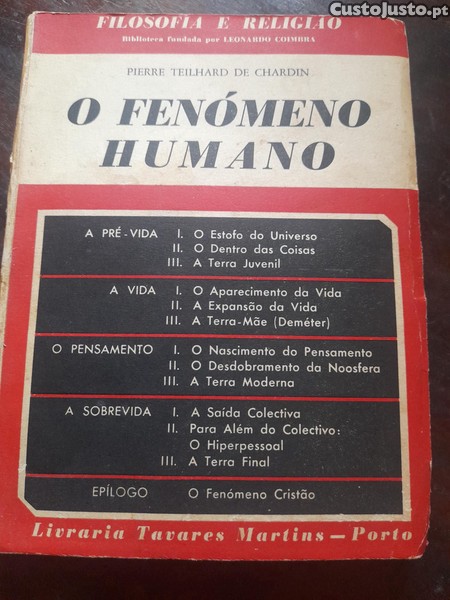 CustoJusto.pt
FILOSOFIA E RELIGIÃO
Biblioteca fundada por LEONARDO COIMBRA
PIERRE TEILHARD DE CHARDIN
O FENÓMENO
HUMANO
A PRÉ-VIDA I. O Estofo do Universo
II. O Dentro das Coisas
III. A Terra Juvenil
A VIDA I. O Aparecimento da Vida
II. A Expansão da Vida
III. A Terra-Mãe (Deméter)
O PENSAMENTO I. O Nascimento do Pensamento
II. O Desdobramento da Noosfera
III. A Terra Moderna
A SOBREVIDA I. A Saída Colectiva
II. Para Além do Colectivo:
O Hiperpessoal
III. A Terra Final
EPÍLOGO O Fenómeno Cristão
Livraria Tavares Martins — Porto